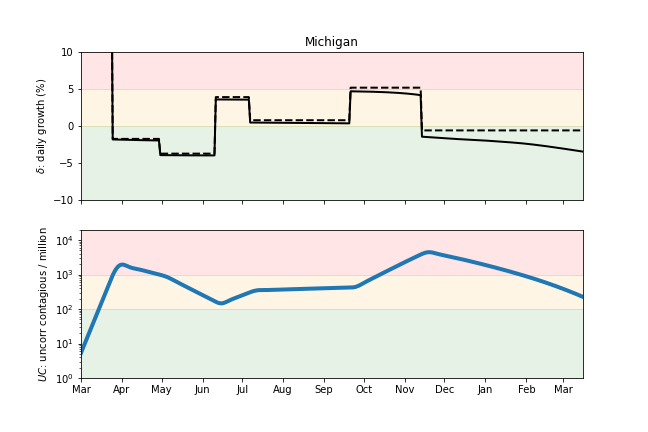 Michigan
δ: daily growth (%)
10
5
0
−5
−10
UC: uncorr contagious / million
10⁴
10³
10²
10¹
10⁰
Mar Apr May Jun Jul Aug Sep Oct Nov Dec Jan Feb Mar